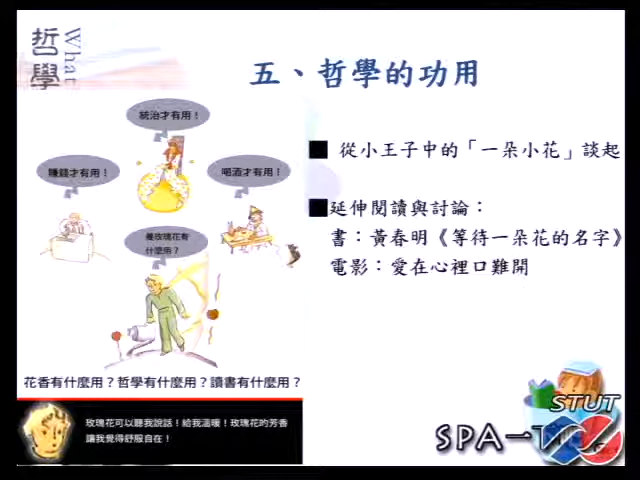 哲學
What
五、哲學的功用
統治才有用！
賺錢才有用！
喝酒才有用！
養玫瑰花有
什麼用？
■ 從小王子中的「一朵小花」談起
■延伸閱讀與討論：
書：黃春明《等待一朵花的名字》
電影：愛在心裡口難開
花香有什麼用？哲學有什麼用？讀書有什麼用？
玫瑰花可以聽我說話！給我溫暖！玫瑰花的芳香
讓我覺得舒服自在！
STUT